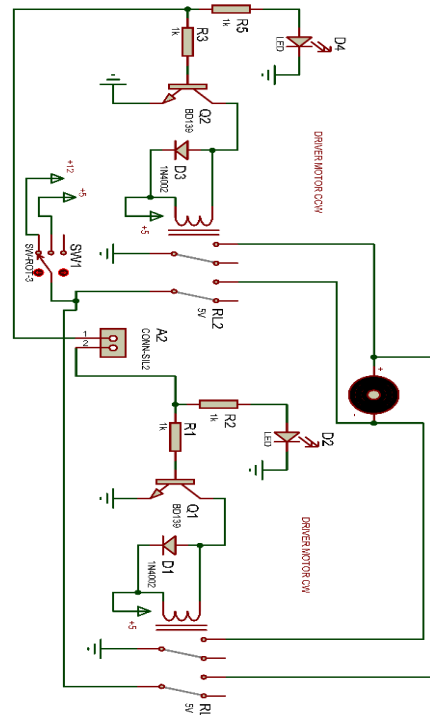 R5
1k
R3
1k
D4
LED
Q2
BD139
DRIVER MOTOR CCW
D3
1N4002
+12
+5
+5
SW1
SW-ROT-3
RL2
5V
A2
CONN-SIL2
1
2
+
-
R2
1k
R1
1k
D2
LED
Q1
BD139
DRIVER MOTOR CW
D1
1N4002
+5
RL
5V